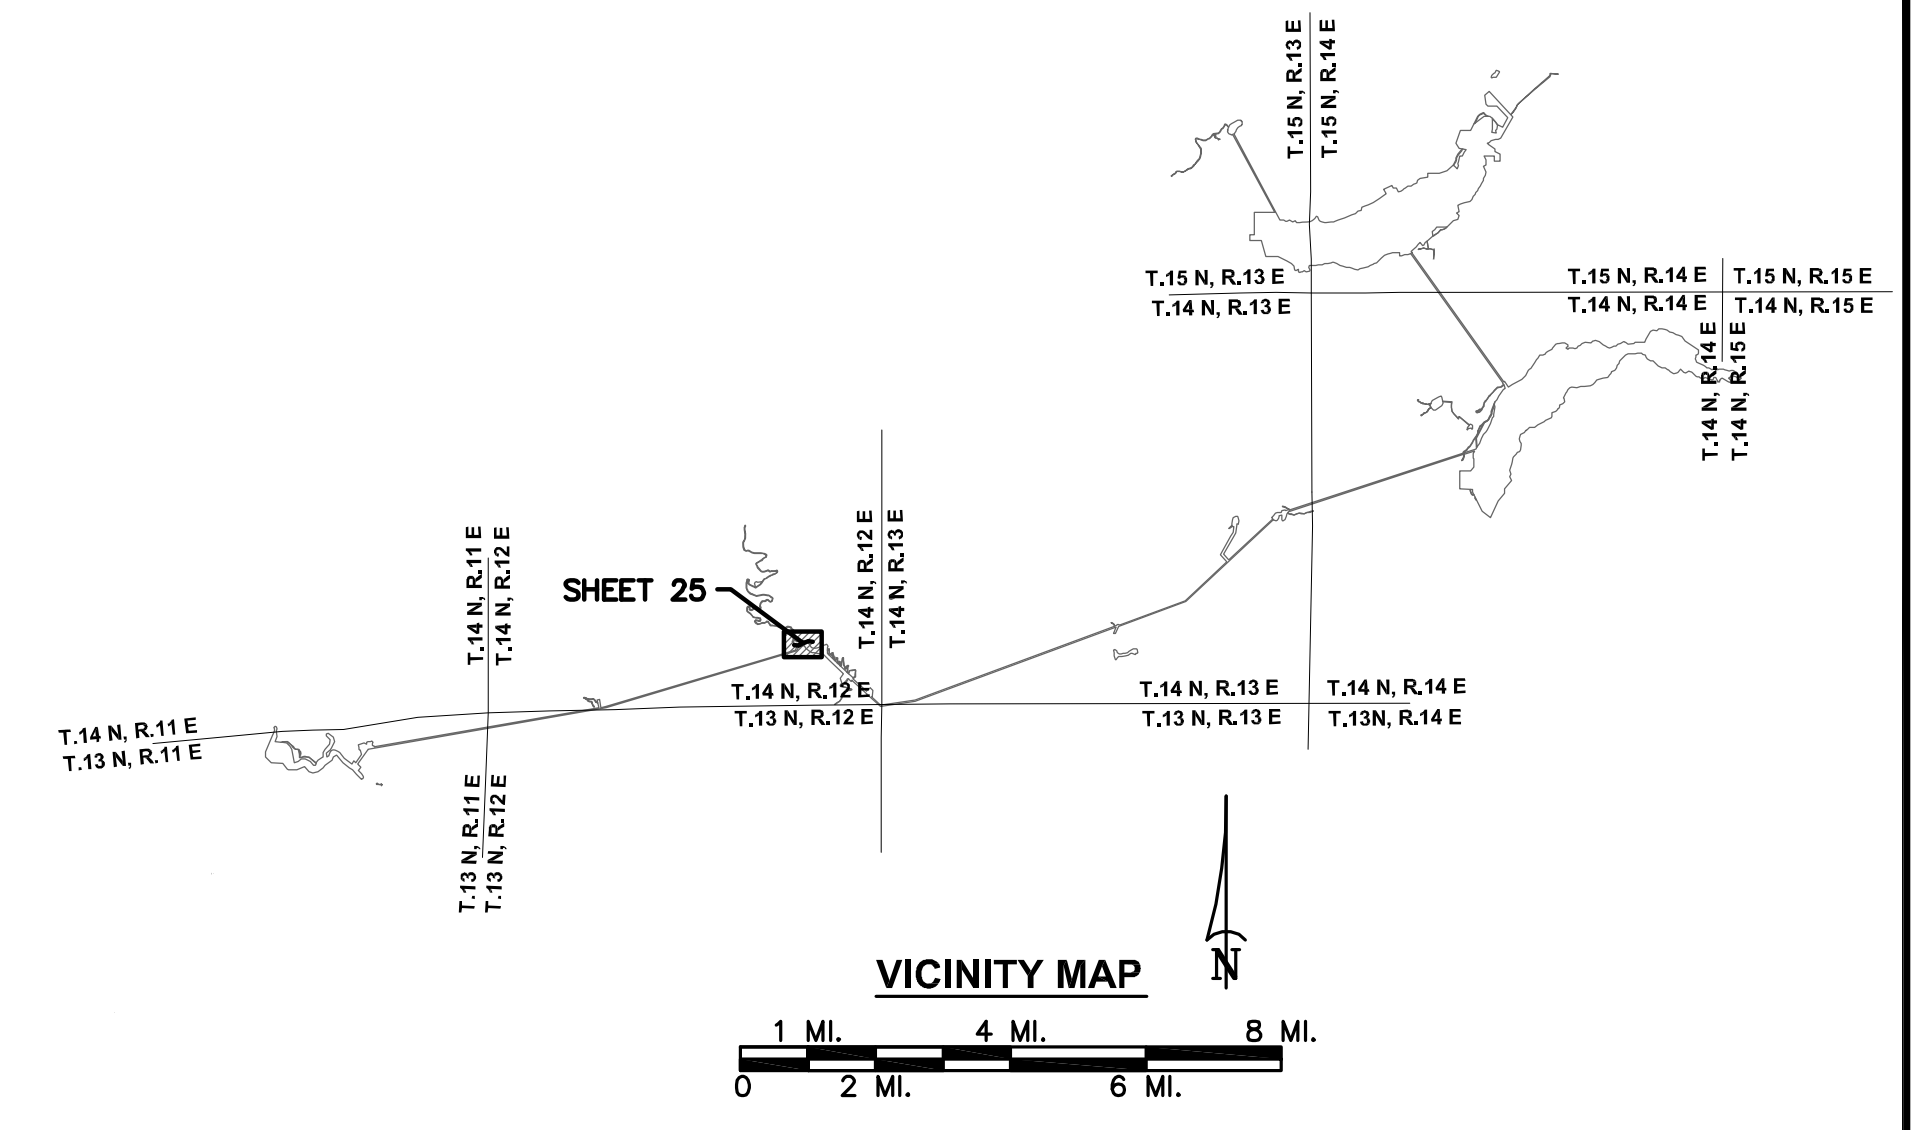 T.15 N, R.13 E
T.15 N, R.14 E
T.15 N, R.13 E
T.14 N, R.13 E
T.15 N, R.14 E
T.14 N, R.14 E
T.15 N, R.15 E
T.14 N, R.15 E
T.14 N, R.14 E
T.14 N, R.15 E
T.14 N, R.11 E
T.14 N, R.12 E
SHEET 25
T.14 N, R.12 E
T.14 N, R.13 E
T.14 N, R.12 E
T.13 N, R.12 E
T.14 N, R.13 E
T.13 N, R.13 E
T.14 N, R.14 E
T.13N, R.14 E
T.14 N, R.11 E
T.13 N, R.11 E
T.13 N, R.11 E
T.13 N, R.12 E
N
VICINITY MAP
1 MI. 4 MI. 8 MI.
0 2 MI. 6 MI.